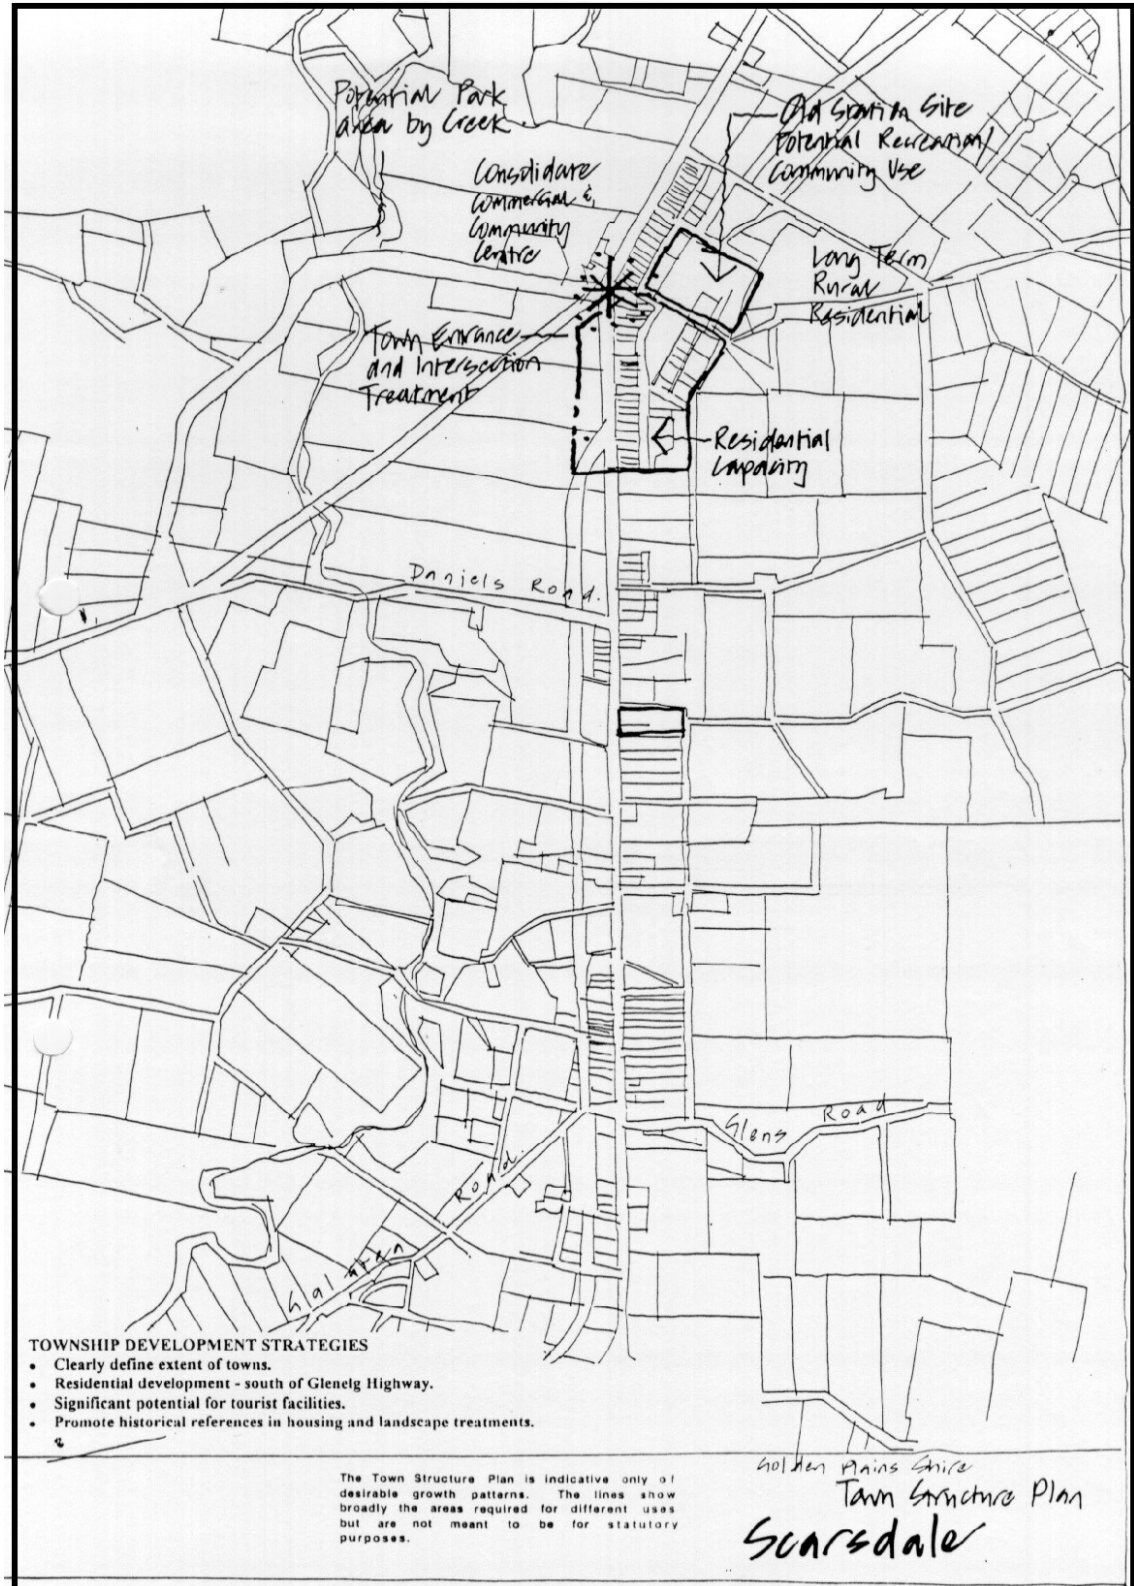 Potential Park
area by Creek
Old Station Site
Potential Recreation/
Community Use
Consolidate
Commercial &
Community
Centre
Long Term
Rural
Residential
Town Entrance
and Intersection
Treatment
Residential
Capacity
Daniels Road.
Glens Road
Road.
TOWNSHIP DEVELOPMENT STRATEGIES
• Clearly define extent of towns.
• Residential development - south of Glenelg Highway.
• Significant potential for tourist facilities.
• Promote historical references in housing and landscape treatments.
The Town Structure Plan is indicative only of
desirable growth patterns. The lines show
broadly the areas required for different uses
but are not meant to be for statutory
purposes.
Golden Plains Shire
Town Structure Plan
Scarsdale